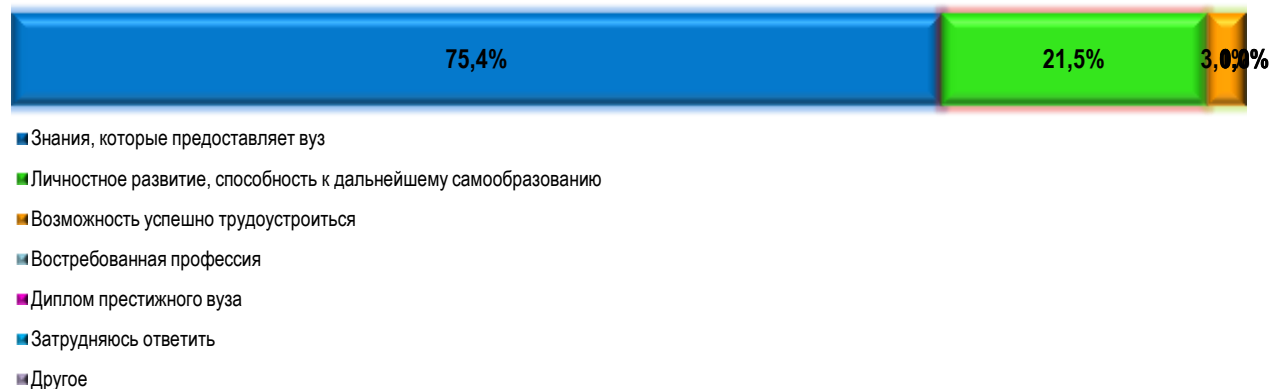 75,4% 21,5%
Знания, которые предоставляет вуз
Личностное развитие, способность к дальнейшему самообразованию
Возможность успешно трудоустроиться
Востребованная профессия
Диплом престижного вуза
Затрудняюсь ответить
Другое